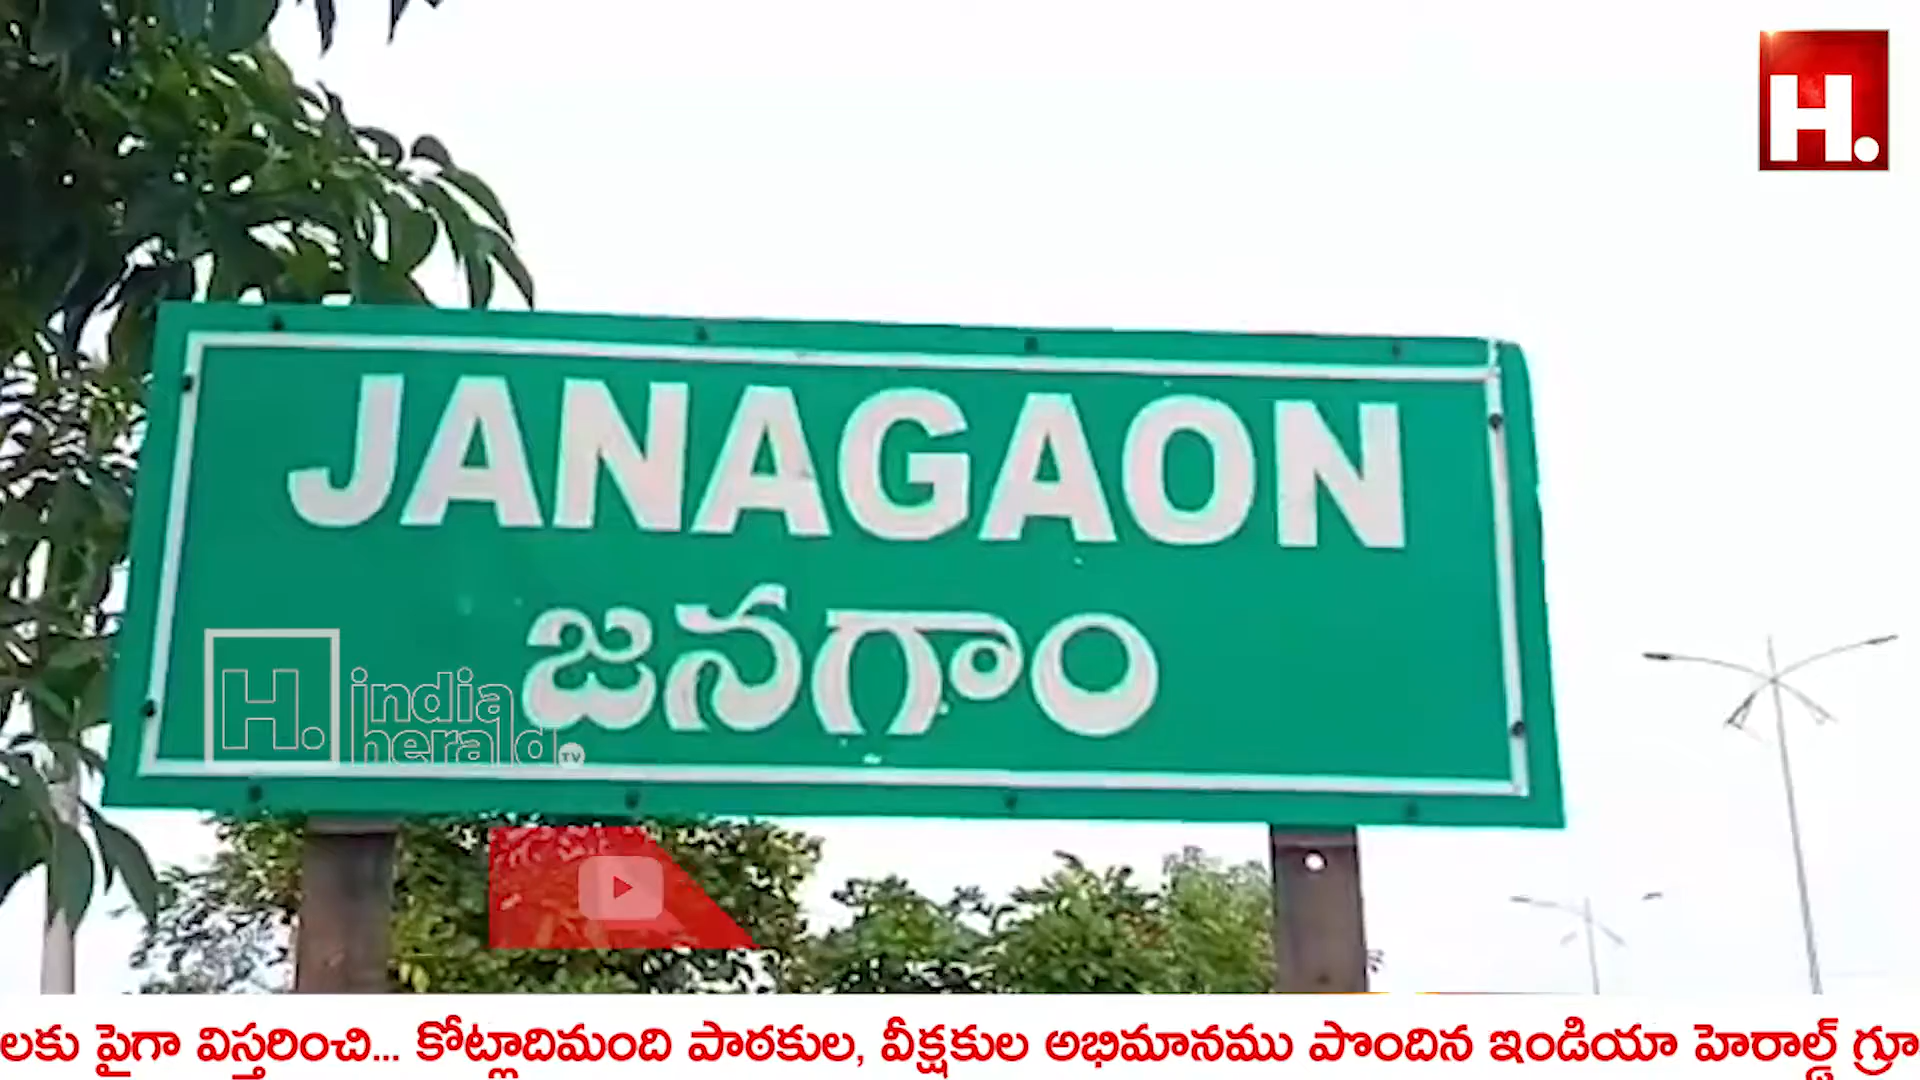 H.
JANAGAON
జనగాం
H. india
herald TV
లకు పైగా విస్తరించి... కోట్లాదిమంది పాఠకుల, వీక్షకుల అభిమానము పొందిన ఇండియా హెరాల్డ్ గ్రూ